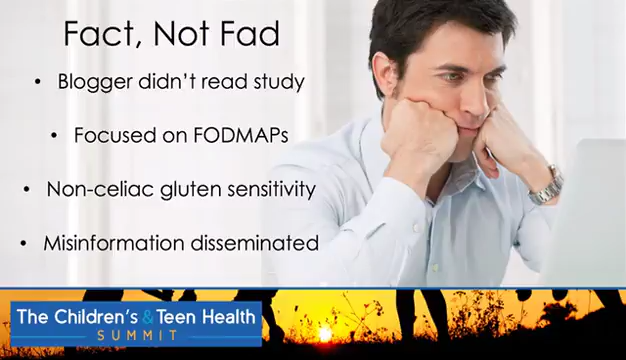 Fact, Not Fad
• Blogger didn't read study
• Focused on FODMAPs
• Non-celiac gluten sensitivity
• Misinformation disseminated
The Children's & Teen Health
SUMMIT